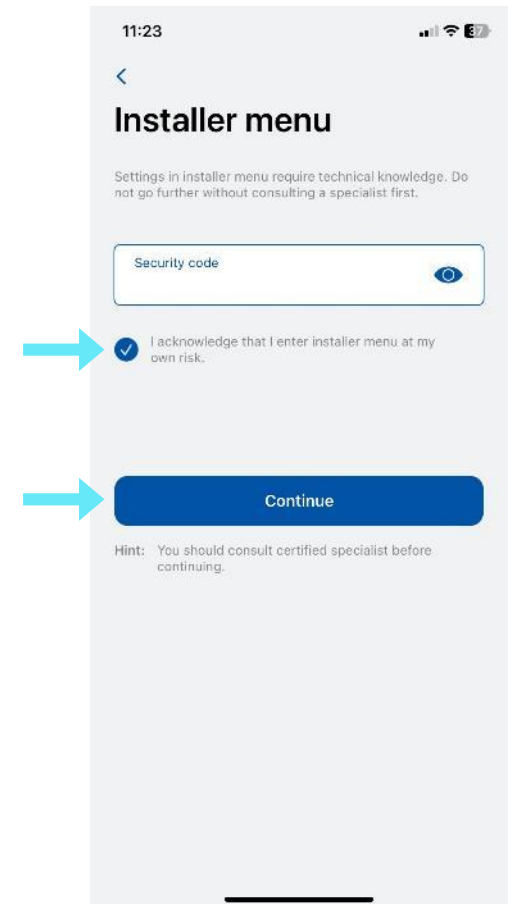 11:23
37
Installer menu
Settings in installer menu require technical knowledge. Do
not go further without consulting a specialist first.
Security code
I acknowledge that I enter installer menu at my
own risk.
Continue
Hint: You should consult certified specialist before
continuing.